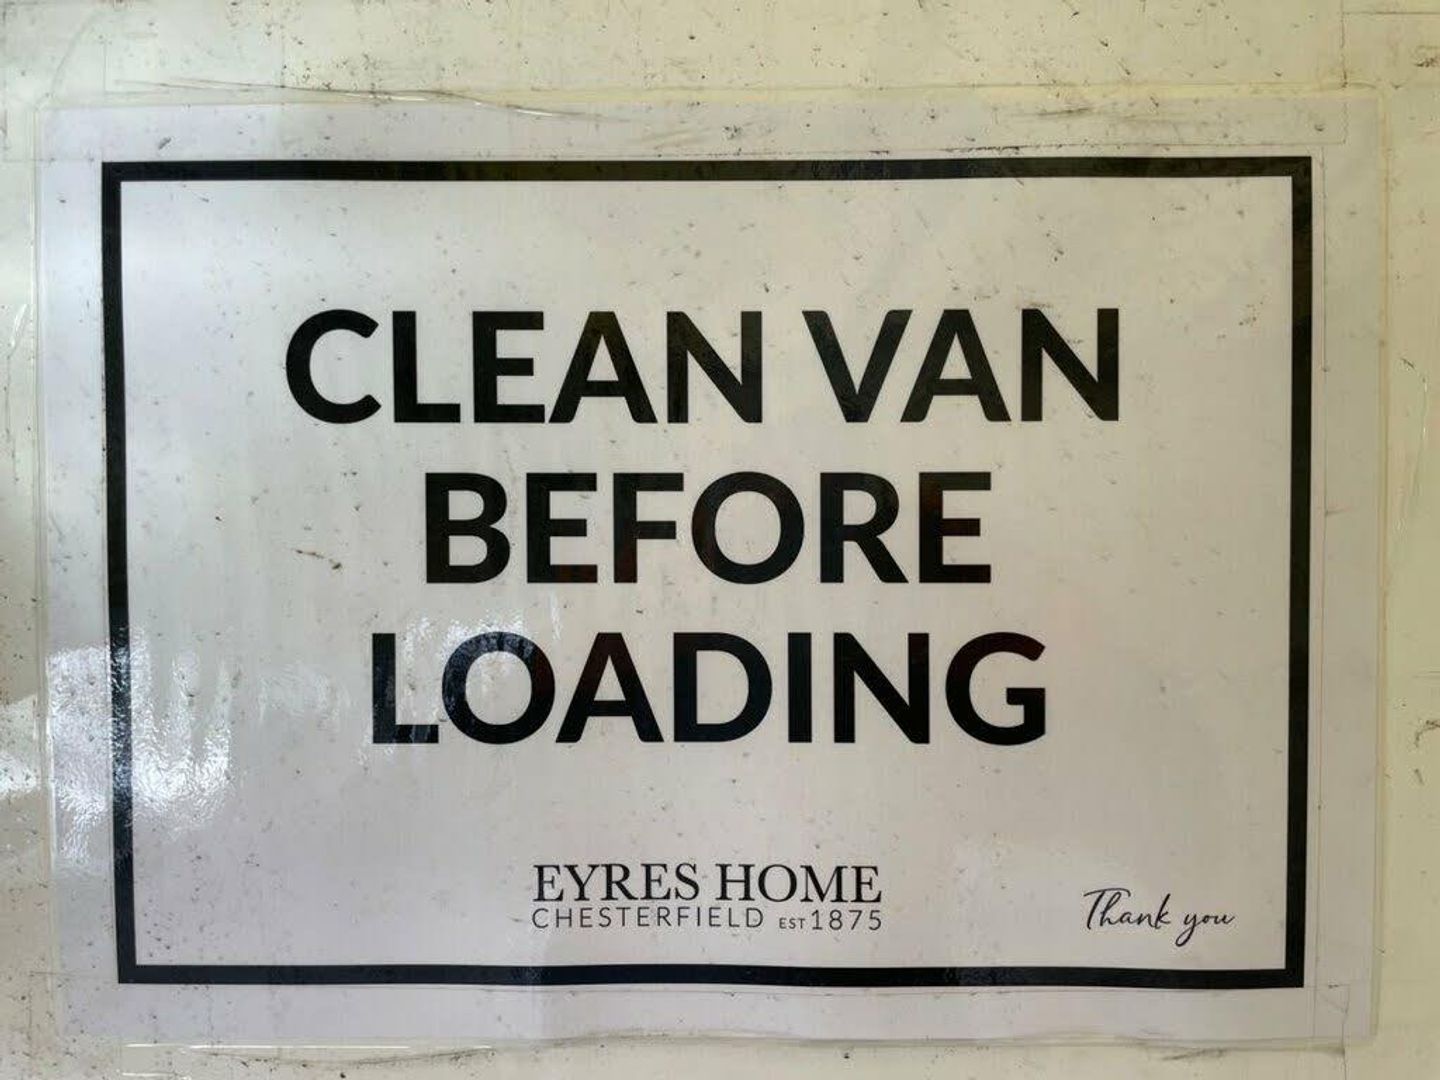 CLEAN VAN
BEFORE
LOADING
EYRES HOME
CHESTERFIELD EST 1875
Thank you